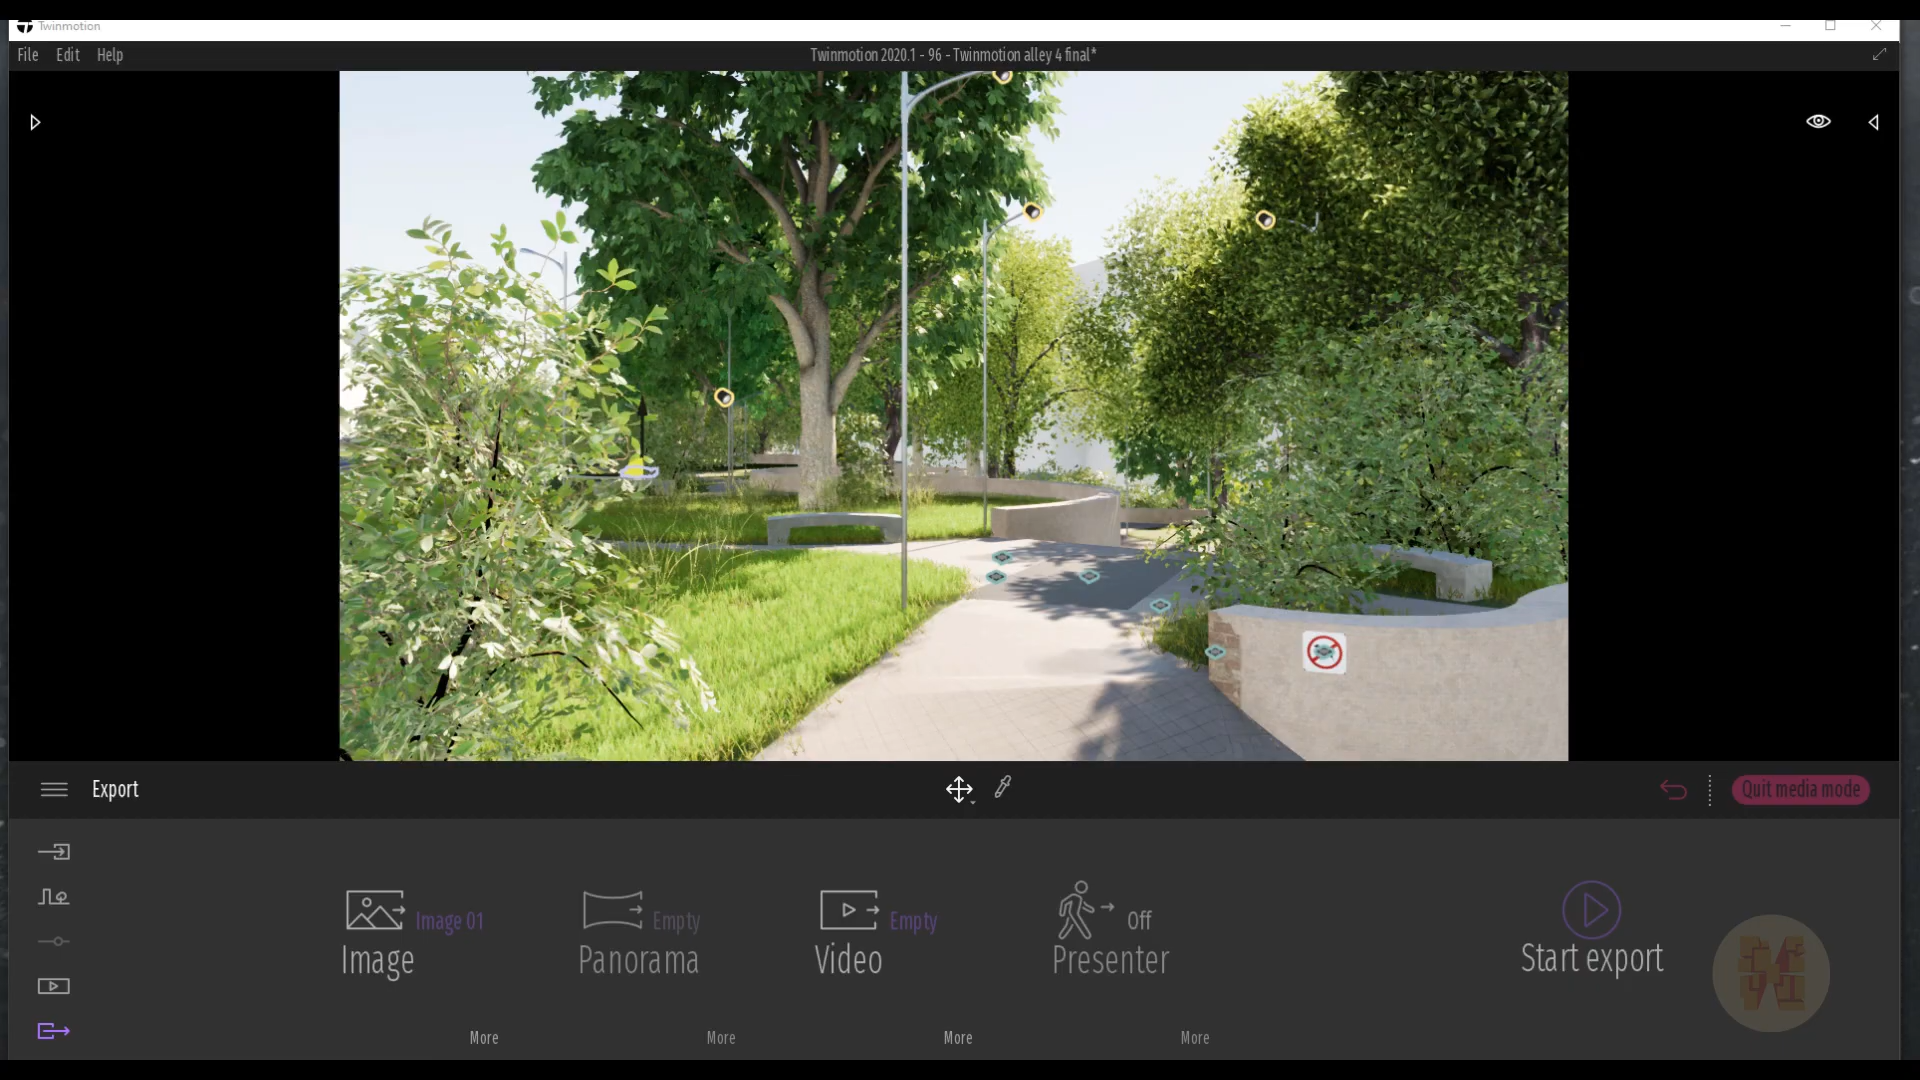 Twinmotion
File Edit Help
Twinmotion 2020.1 - 96 - Twinmotion alley 4 final*
Export
Quit media mode
Image 01
Image
Empty
Panorama
Empty
Video
Off
Presenter
Start export
More
More
More
More